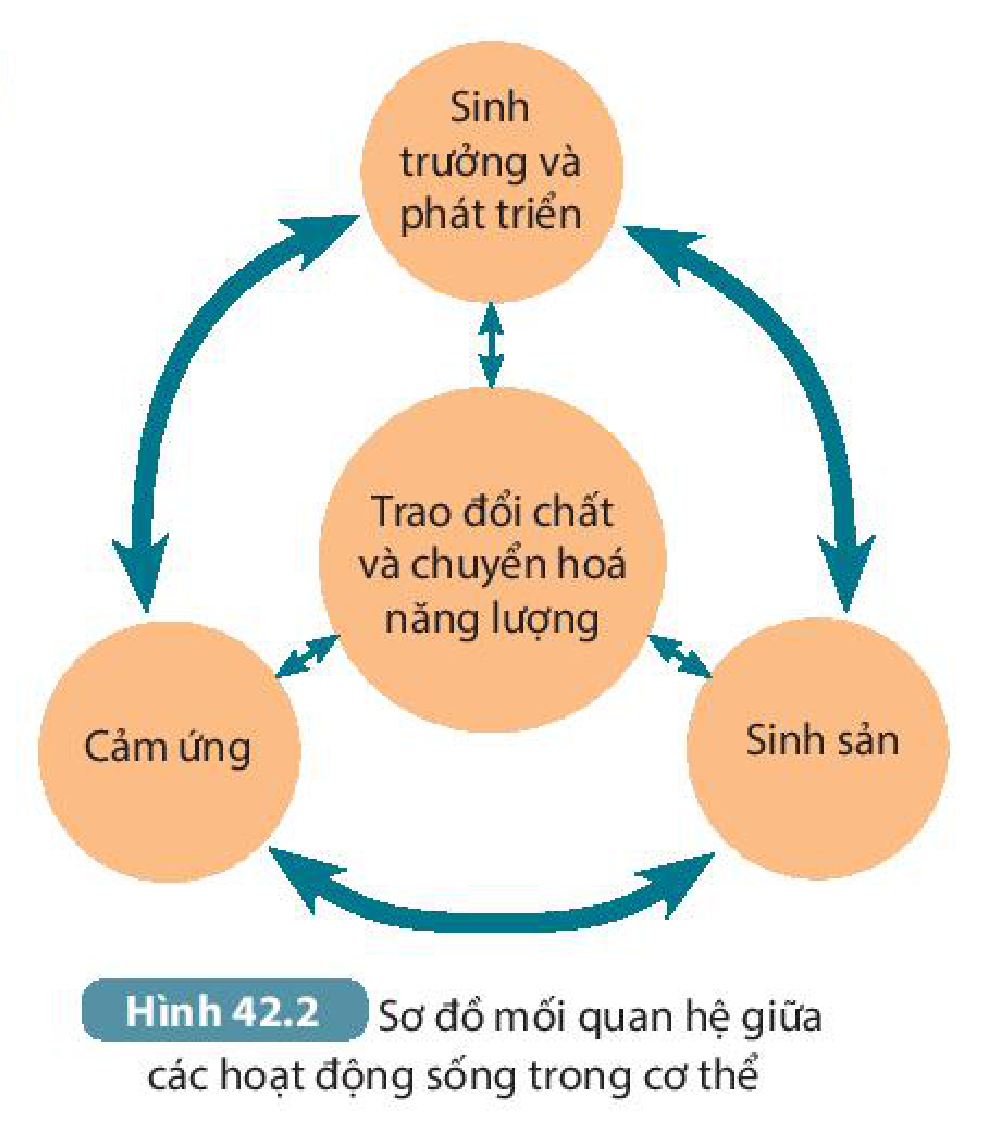 Sinh
trưởng và
phát triển
Trao đổi chất
và chuyển hoá
năng lượng
Cảm ứng
Sinh sản
Hình 42.2 Sơ đồ mối quan hệ giữa
các hoạt động sống trong cơ thể